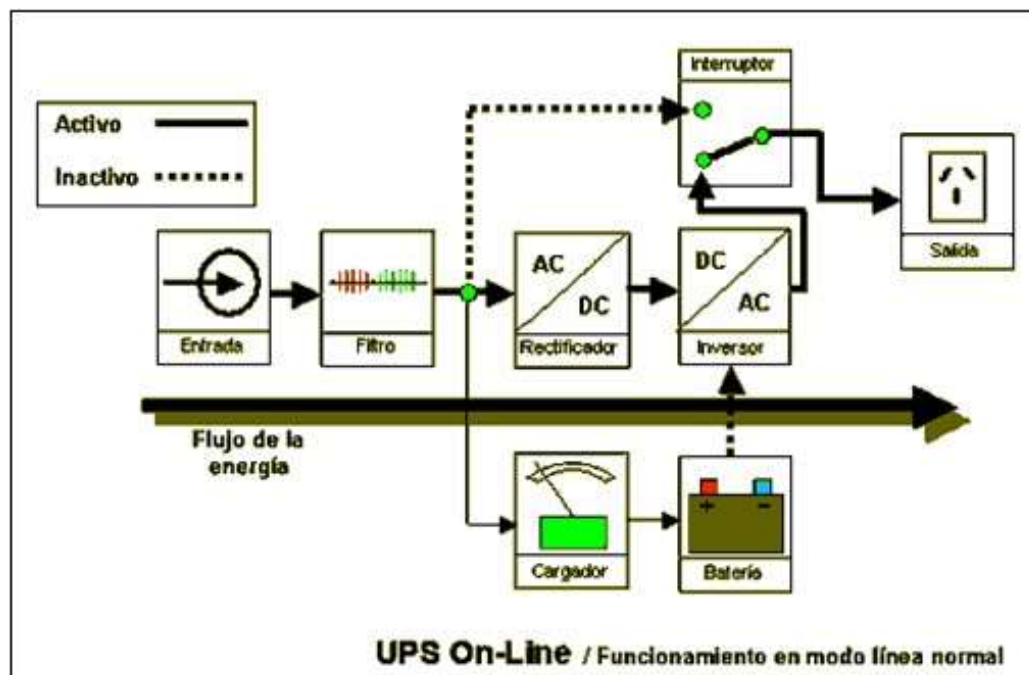 Interruptor
Activo
Inactivo
Salida
AC
DC
DC
AC
Entrada
Filtro
Rectificador
Inversor
Flujo de la
energía
+ −
Cargador
Batería
UPS On-Line / Funcionamiento en modo línea normal